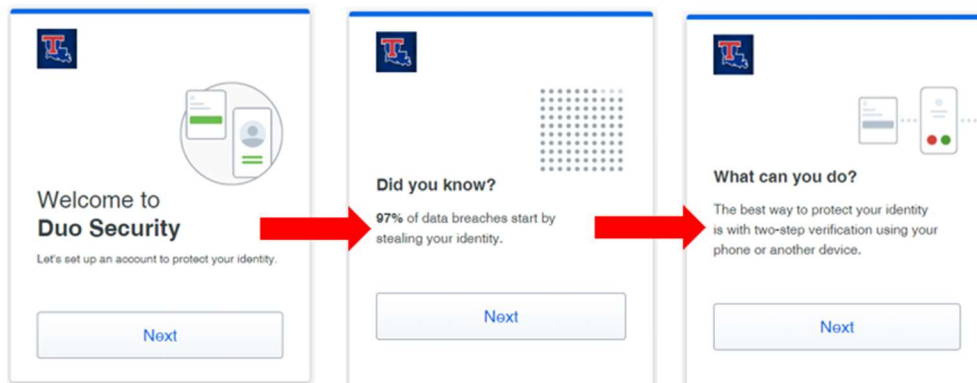 T
Welcome to
Duo Security
Let's set up an account to protect your identity.
Next
T
Did you know?
97% of data breaches start by
stealing your identity.
Next
T
What can you do?
The best way to protect your identity
is with two-step verification using your
phone or another device.
Next